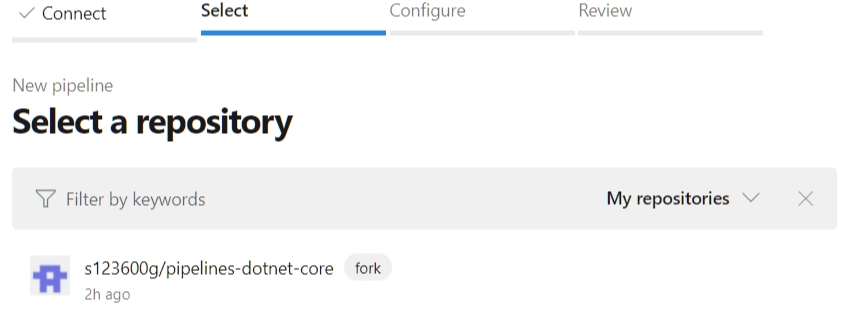 Connect Select Configure Review
New pipeline
Select a repository
Filter by keywords My repositories
s123600g/pipelines-dotnet-core fork
2h ago